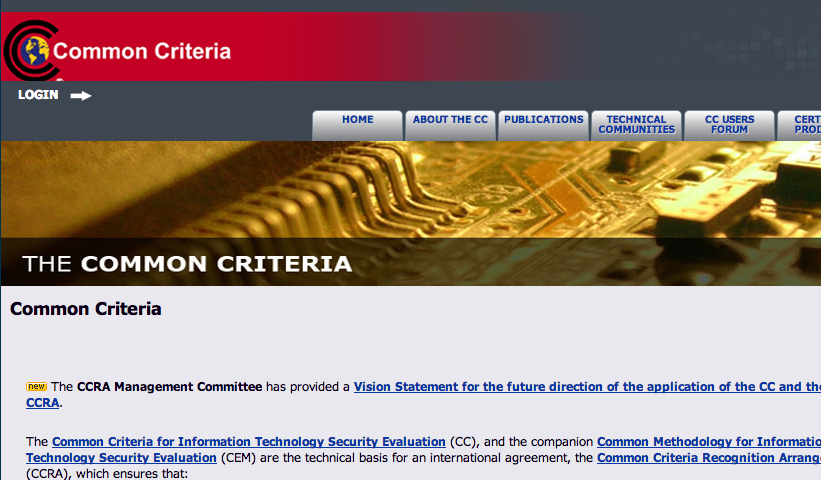 Common Criteria
LOGIN
HOME
ABOUT THE CC
PUBLICATIONS
TECHNICAL
COMMUNITIES
CC USERS
FORUM
CERT
PROD
THE COMMON CRITERIA
Common Criteria
new The CCRA Management Committee has provided a Vision Statement for the future direction of the application of the CC and the
CCRA.
The Common Criteria for Information Technology Security Evaluation (CC), and the companion Common Methodology for Informatio
Technology Security Evaluation (CEM) are the technical basis for an international agreement, the Common Criteria Recognition Arrang
(CCRA), which ensures that: